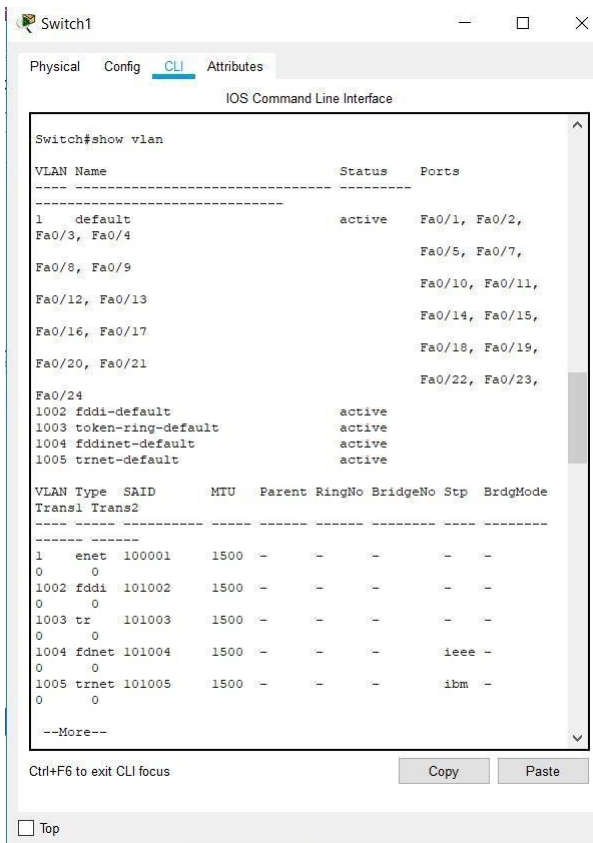 Switch1
Physical Config CLI Attributes
IOS Command Line Interface
Switch#show vlan
VLAN Name Status Ports
---- -------------------------------- ---------
-------------------------------
1 default active Fa0/1, Fa0/2,
Fa0/3, Fa0/4
Fa0/5, Fa0/7,
Fa0/8, Fa0/9
Fa0/10, Fa0/11,
Fa0/12, Fa0/13
Fa0/14, Fa0/15,
Fa0/16, Fa0/17
Fa0/18, Fa0/19,
Fa0/20, Fa0/21
Fa0/22, Fa0/23,
Fa0/24
1002 fddi-default active
1003 token-ring-default active
1004 fddinet-default active
1005 trnet-default active
VLAN Type SAID MTU Parent RingNo BridgeNo Stp BrdgMode
Trans1 Trans2
---- ----- ---------- ----- ------ ------ -------- ---- --------
------ ------
1 enet 100001 1500 - - - - -
0 0
1002 fddi 101002 1500 - - - - -
0 0
1003 tr 101003 1500 - - - - -
0 0
1004 fdnet 101004 1500 - - - ieee -
0 0
1005 trnet 101005 1500 - - - ibm -
0 0
--More--
Ctrl+F6 to exit CLI focus
Copy Paste
Top